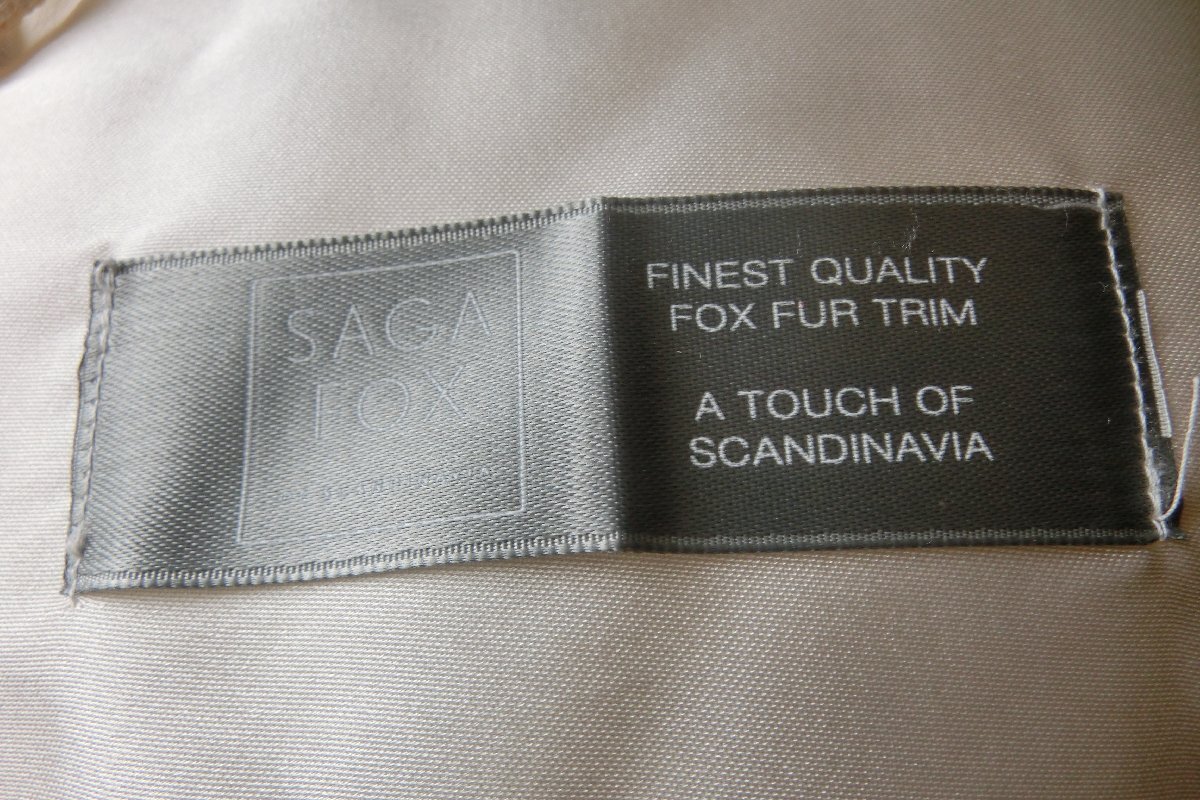 SAGA
FOX
FINEST QUALITY
FOX FUR TRIM
A TOUCH OF
SCANDINAVIA